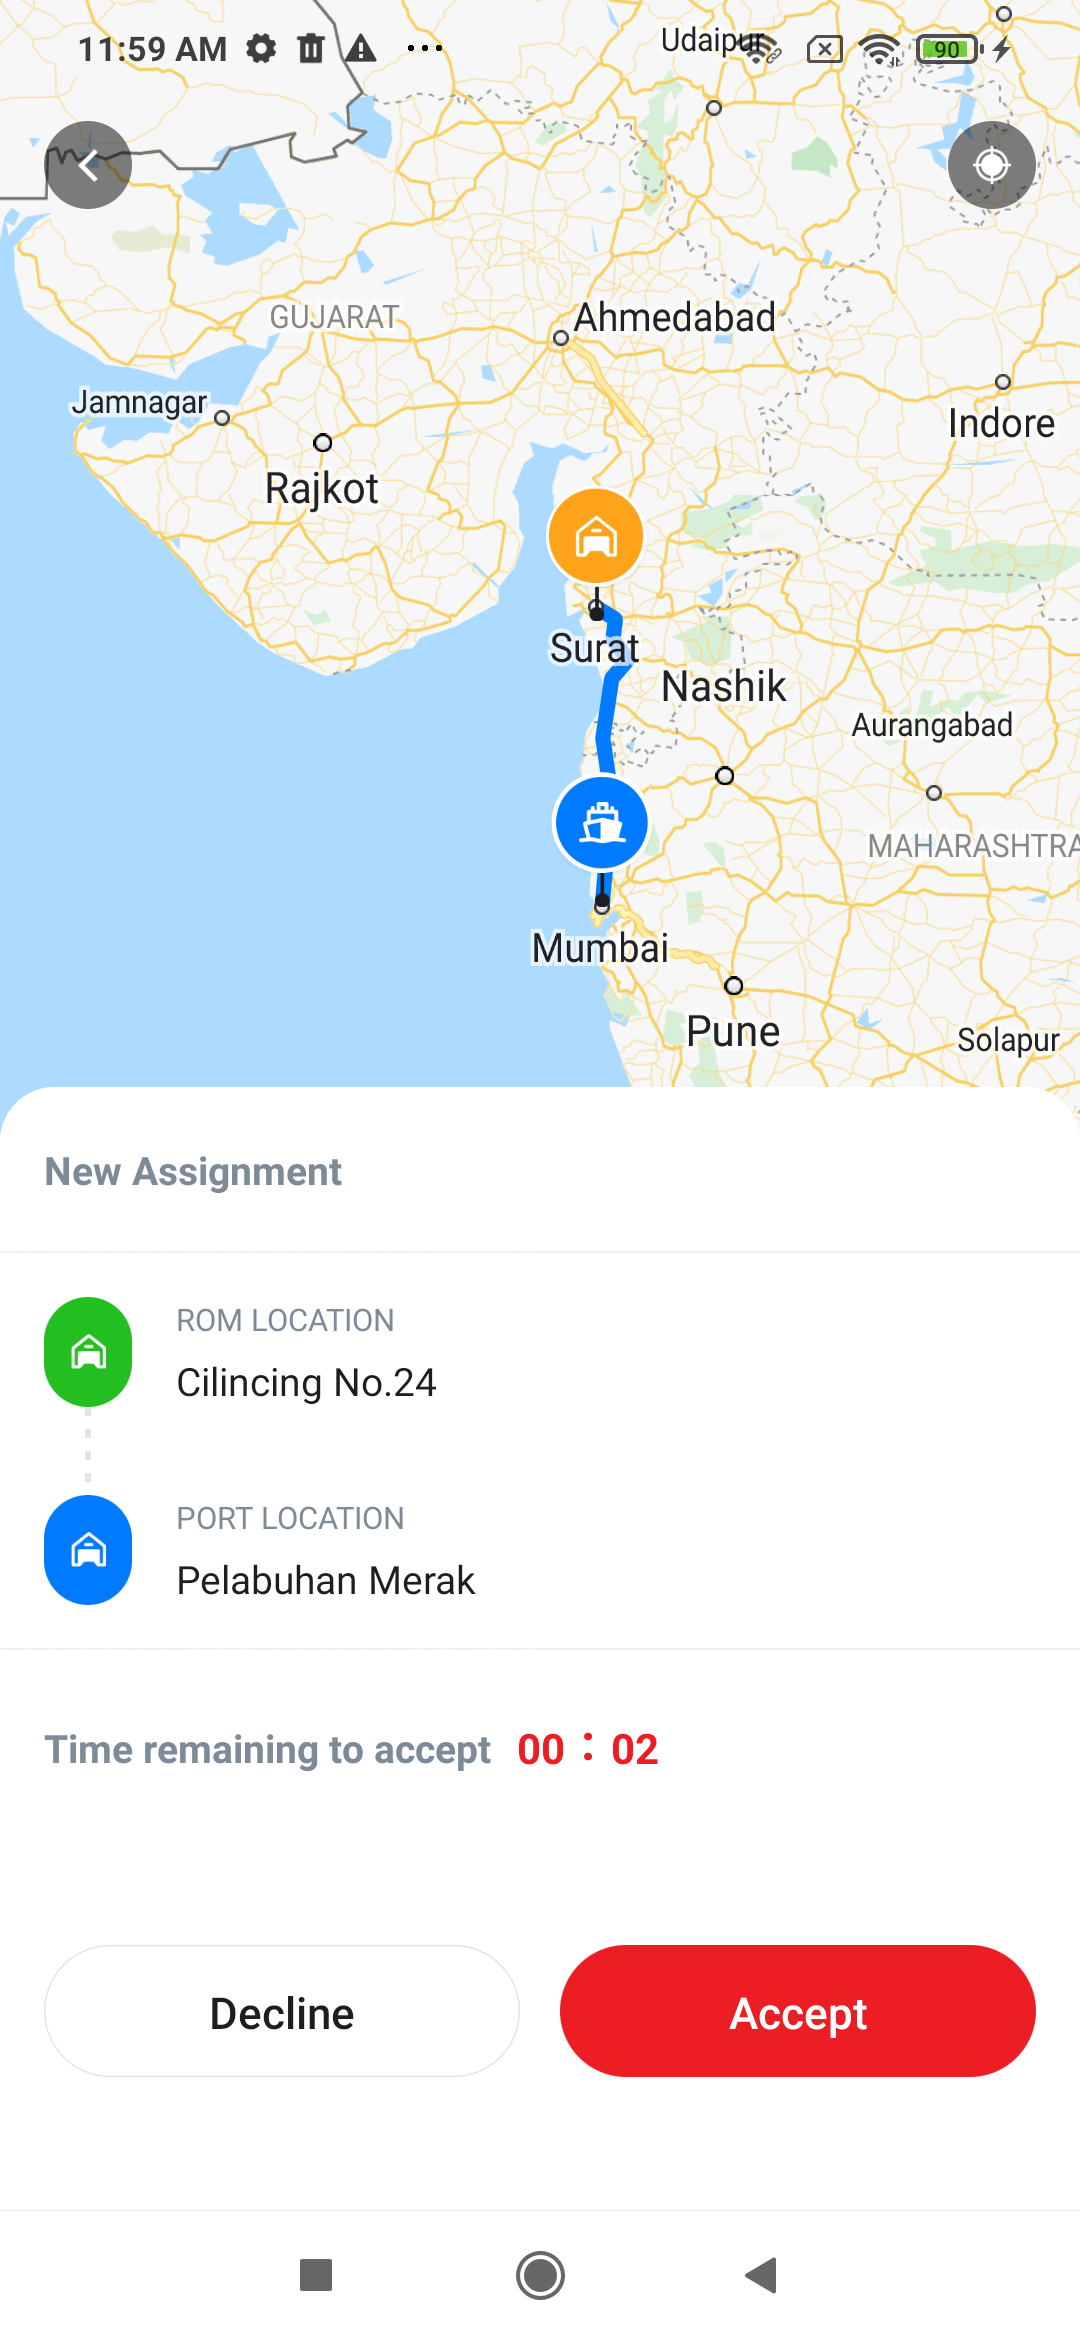 11:59 AM
90
Udaipur
GUJARAT
Ahmedabad
Jamnagar
Rajkot
Indore
Surat
Nashik
Aurangabad
MAHARASHTRA
Mumbai
Pune
Solapur
New Assignment
ROM LOCATION
Cilincing No.24
PORT LOCATION
Pelabuhan Merak
Time remaining to accept 00 : 02
Decline
Accept